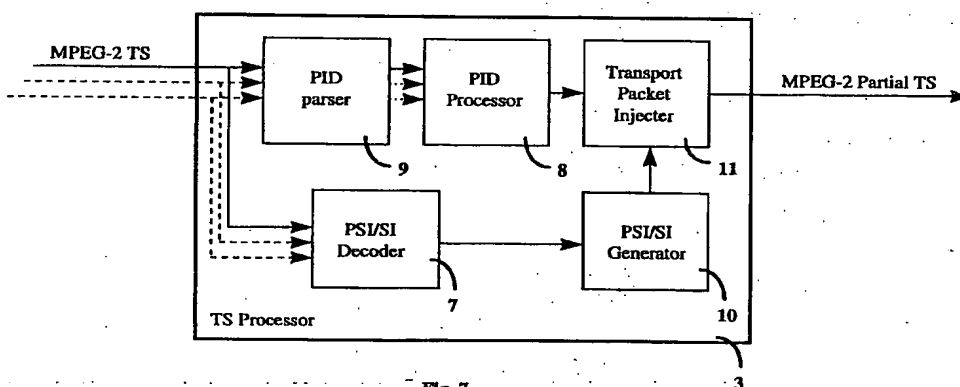 MPEG-2 TS
PID
parser
9
PID
Processor
8
Transport
Packet
Injecter
11
MPEG-2 Partial TS
PSI/SI
Decoder
7
PSI/SI
Generator
10
TS Processor
3